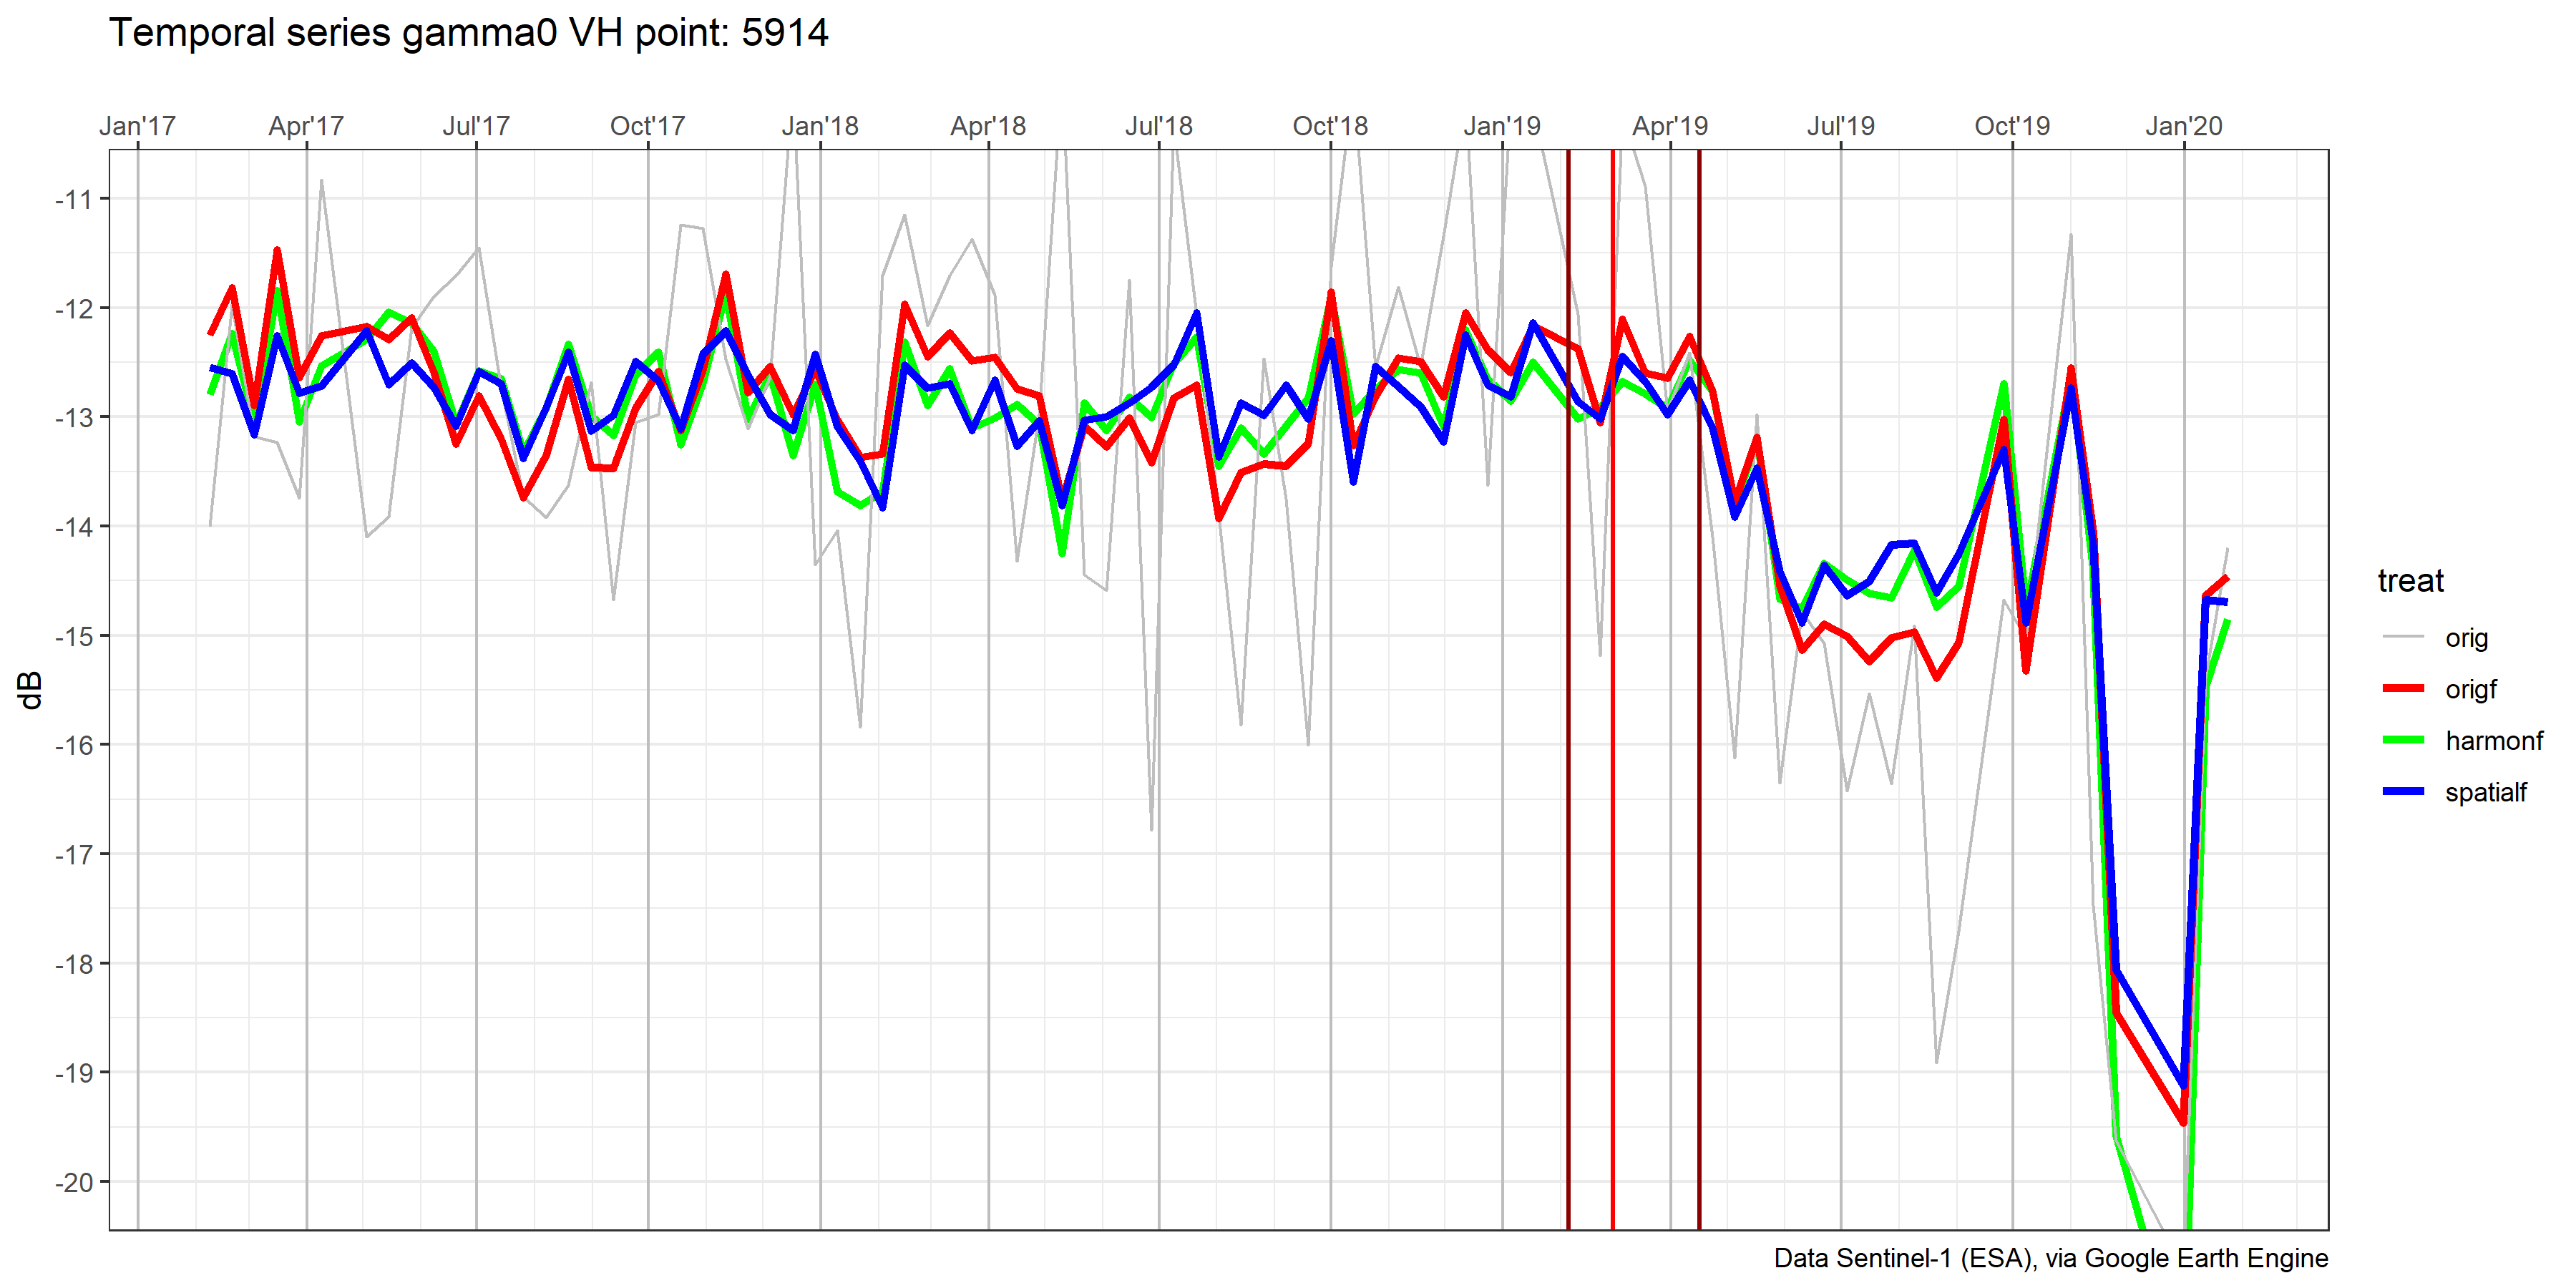 Temporal series gamma0 VH point: 5914
Jan'17 Apr'17 Jul'17 Oct'17 Jan'18 Apr'18 Jul'18 Oct'18 Jan'19 Apr'19 Jul'19 Oct'19 Jan'20
-11
-12
-13
-14
-15
-16
-17
-18
-19
-20
dB
treat
orig
origf
harmonf
spatialf
Data Sentinel-1 (ESA), via Google Earth Engine